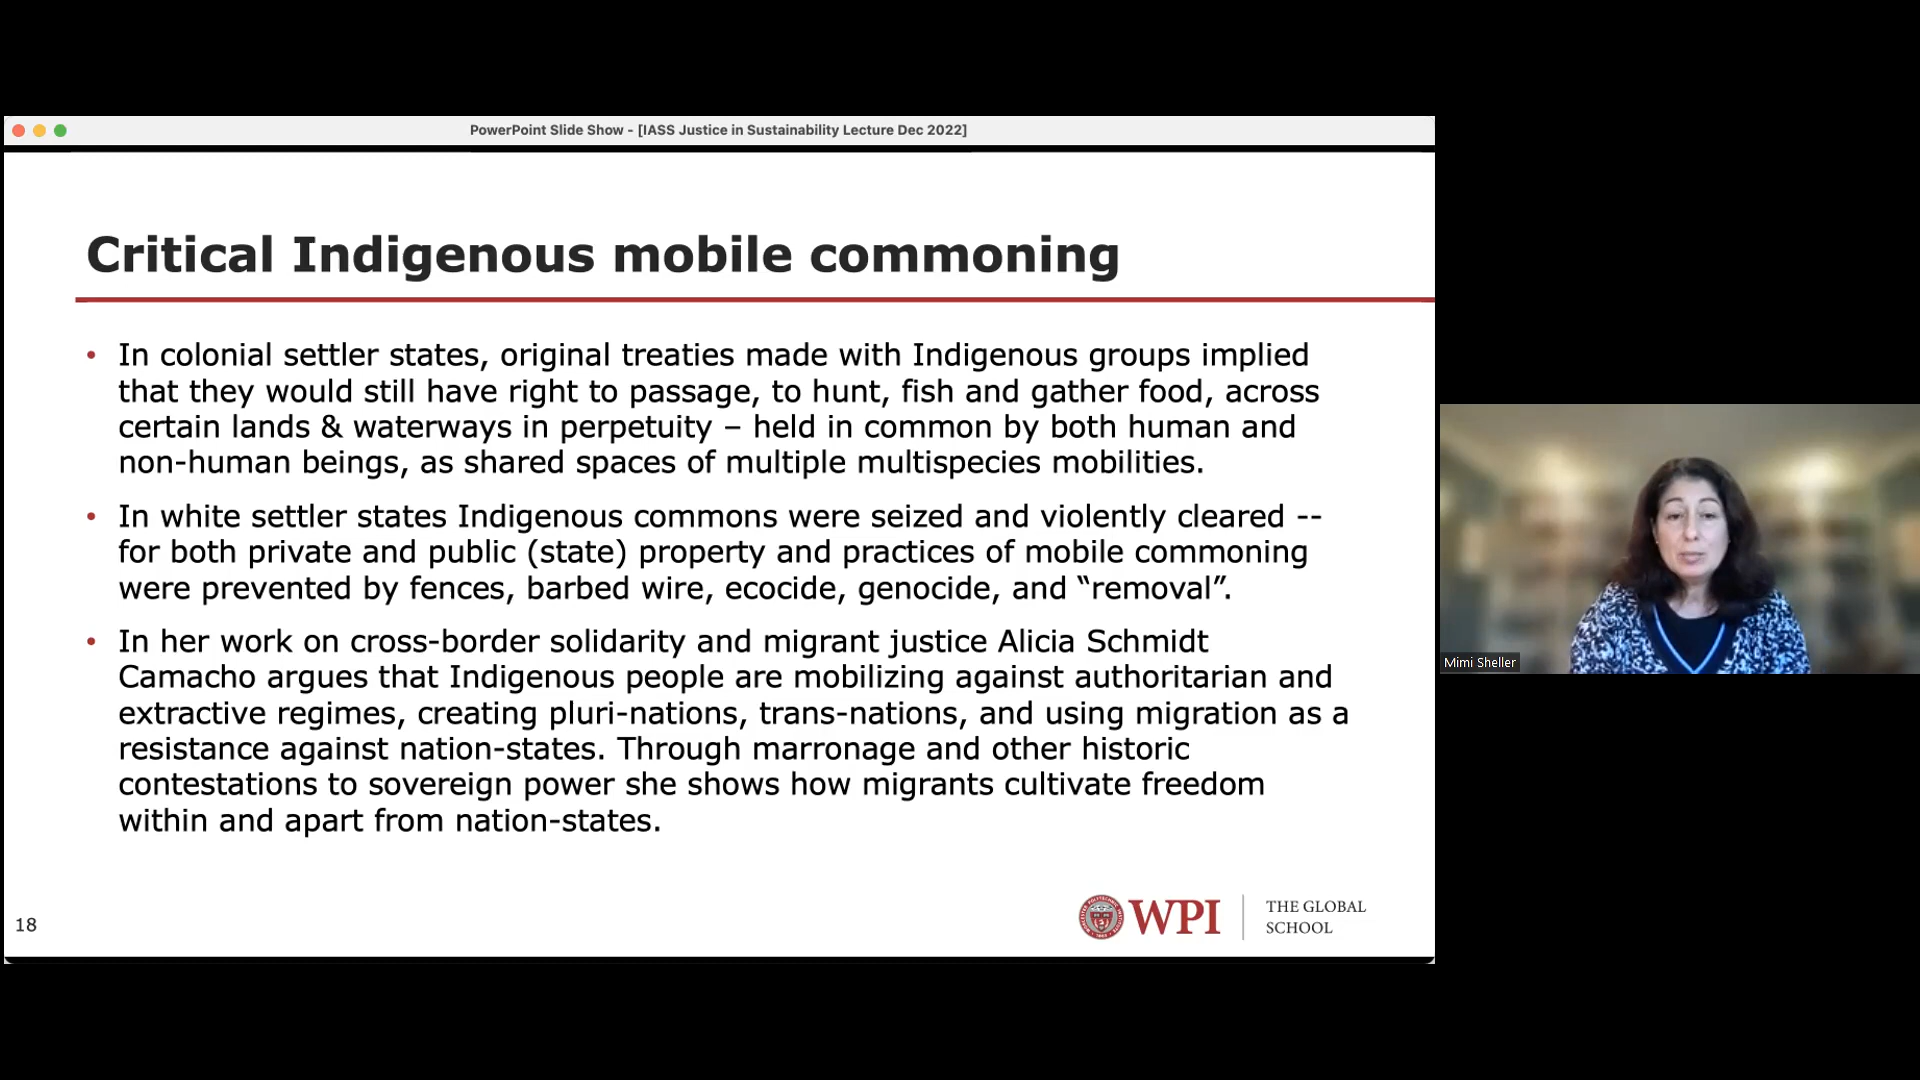 PowerPoint Slide Show - [IASS Justice in Sustainability Lecture Dec 2022]
Critical Indigenous mobile commoning
• In colonial settler states, original treaties made with Indigenous groups implied
that they would still have right to passage, to hunt, fish and gather food, across
certain lands & waterways in perpetuity – held in common by both human and
non-human beings, as shared spaces of multiple multispecies mobilities.
• In white settler states Indigenous commons were seized and violently cleared --
for both private and public (state) property and practices of mobile commoning
were prevented by fences, barbed wire, ecocide, genocide, and “removal”.
• In her work on cross-border solidarity and migrant justice Alicia Schmidt
Camacho argues that Indigenous people are mobilizing against authoritarian and
extractive regimes, creating pluri-nations, trans-nations, and using migration as a
resistance against nation-states. Through marronage and other historic
contestations to sovereign power she shows how migrants cultivate freedom
within and apart from nation-states.
18
WPI
THE GLOBAL
SCHOOL
Mimi Sheller